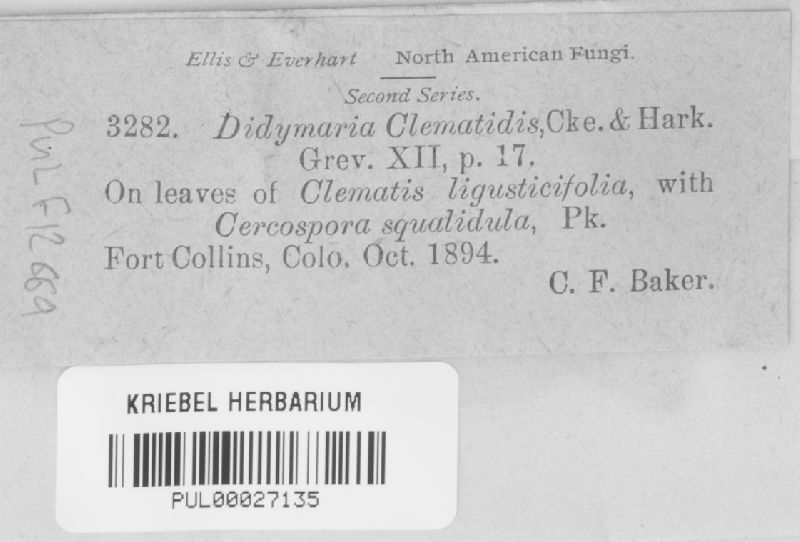 Ellis & Everhart North American Fungi.
Second Series.
3282. Didymaria Clematidis, Cke. & Hark.
Grev. XII, p. 17.
On leaves of Clematis ligusticifolia, with
Cercospora squalidula, Pk.
Fort Collins, Colo. Oct. 1894.
C. F. Baker.
PUL F12669
KRIEBEL HERBARIUM
PUL00027135